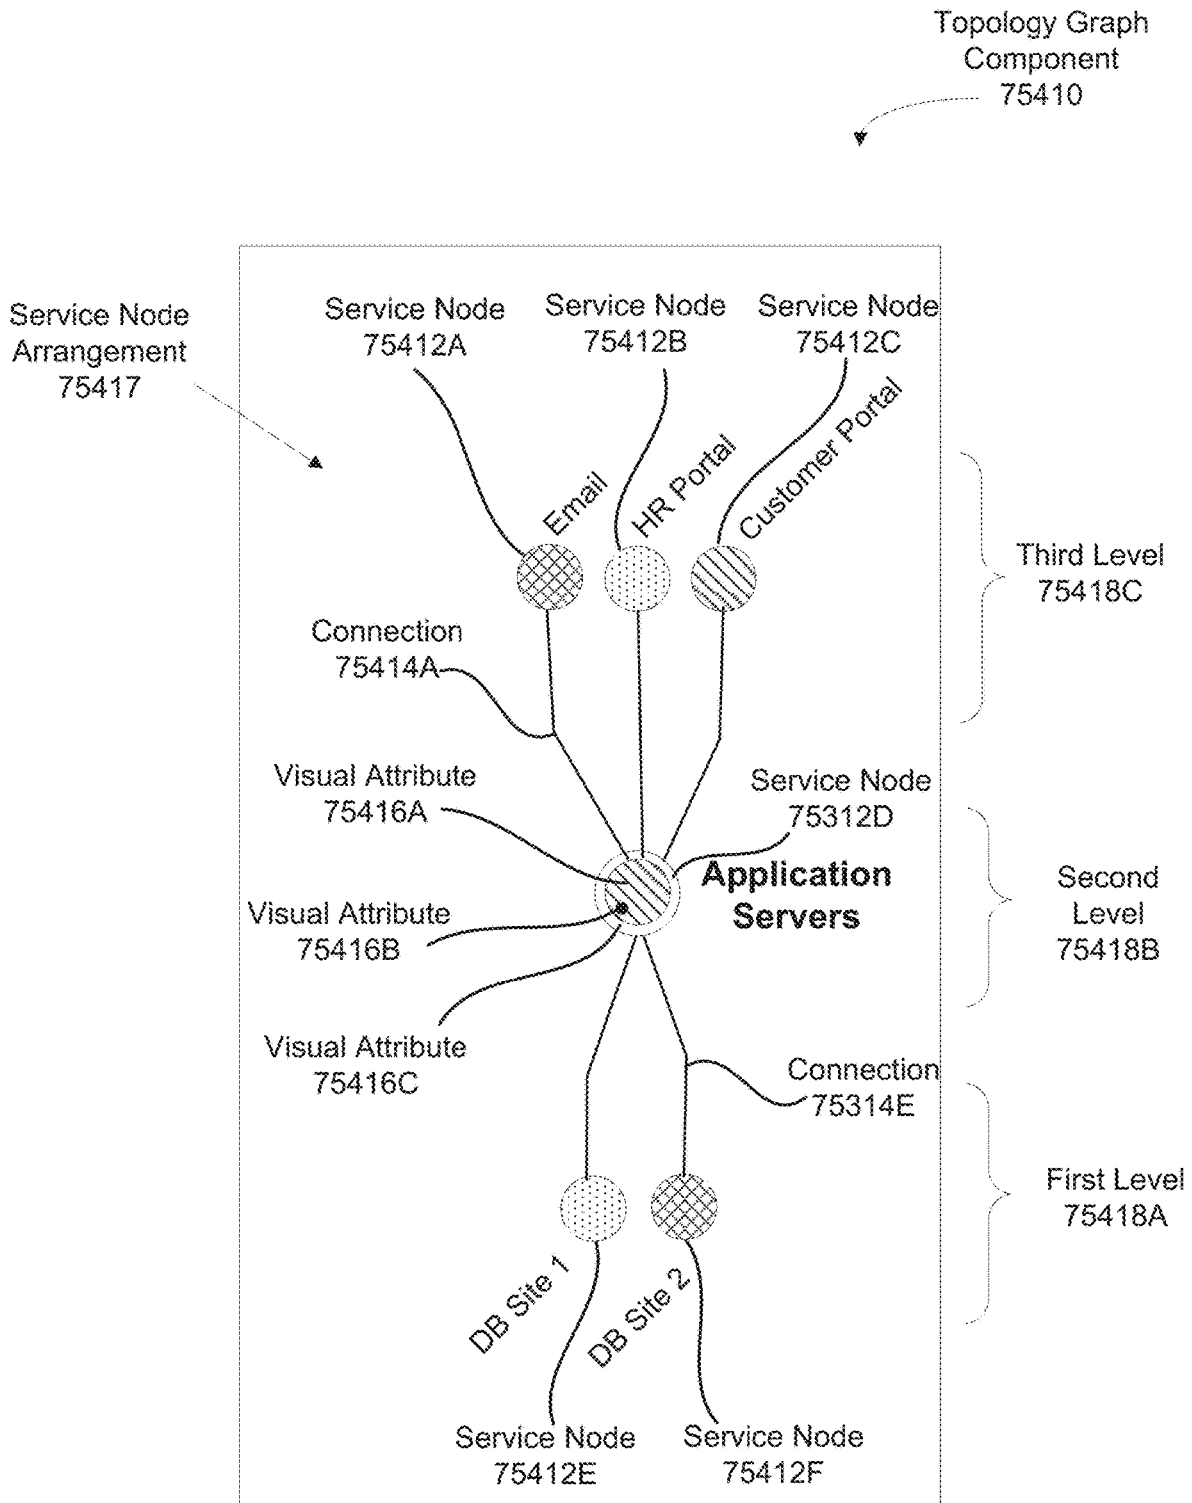 Topology Graph
Component
75410
Service Node
Arrangement
75417
Service Node
75412A
Service Node
75412B
Service Node
75412C
Email
HR Portal
Customer Portal
Third Level
75418C
Connection
75414A
Visual Attribute
75416A
Service Node
75312D
Application
Servers
Second
Level
75418B
Visual Attribute
75416B
Visual Attribute
75416C
Connection
75314E
First Level
75418A
DB Site 1
DB Site 2
Service Node
75412E
Service Node
75412F